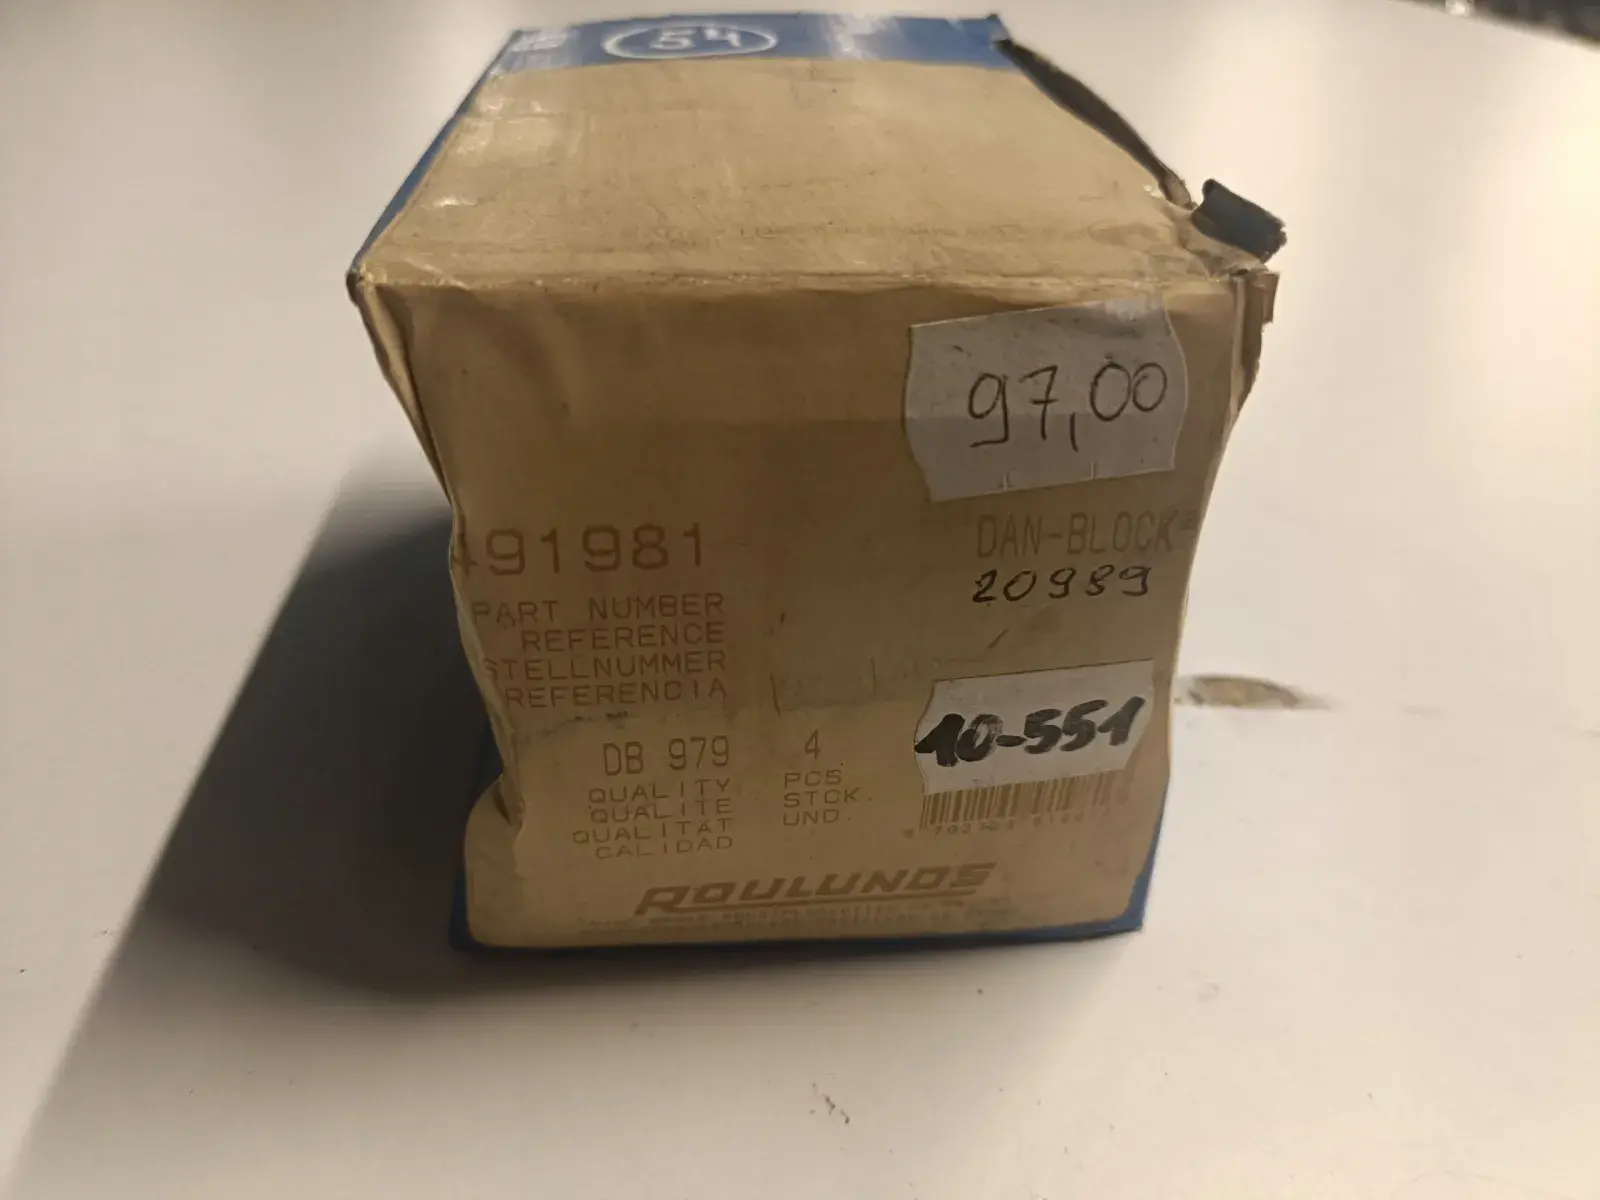 54
97,00
491981
DAN-BLOCK
20989
PART NUMBER
REFERENCE
STELLNUMMER
REFERENCIA
10-551
DB 979
4
QUALITY
QUALITE
QUALITÄT
CALIDAD
PCS
STCK.
UND.
ROULUNDS